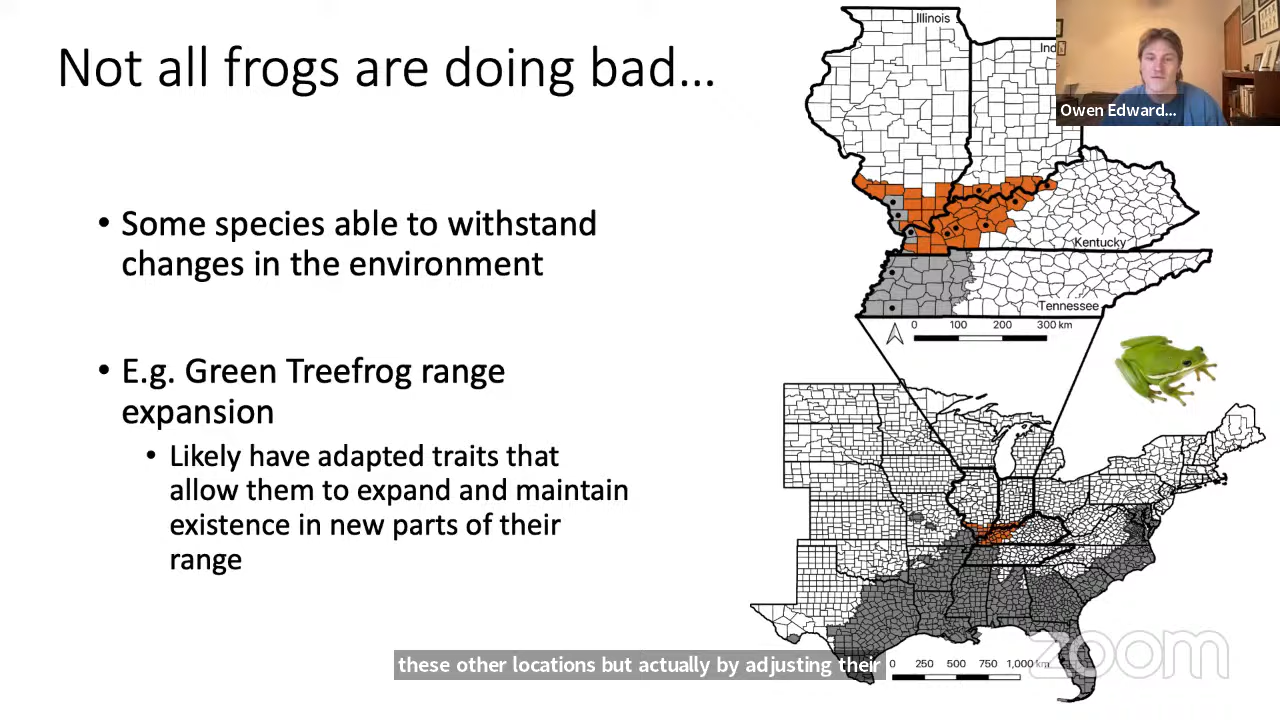 Not all frogs are doing bad...
• Some species able to withstand
changes in the environment
• E.g. Green Treefrog range
expansion
• Likely have adapted traits that
allow them to expand and maintain
existence in new parts of their
range
Illinois
Ind
Kentucky
Tennessee
0 100 200 300 km
Owen Edward...
0 250 500 750 1,000 km
zoom
these other locations but actually by adjusting their